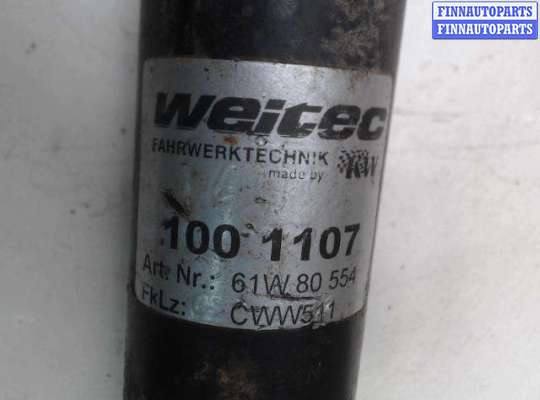 FINNAUTOPARTS
FINNAUTOPARTS
weitec
FAHRWERKTECHNIK
made by KW
100 1107
Art. Nr.: 61W 80 554
FkLz: CWW511